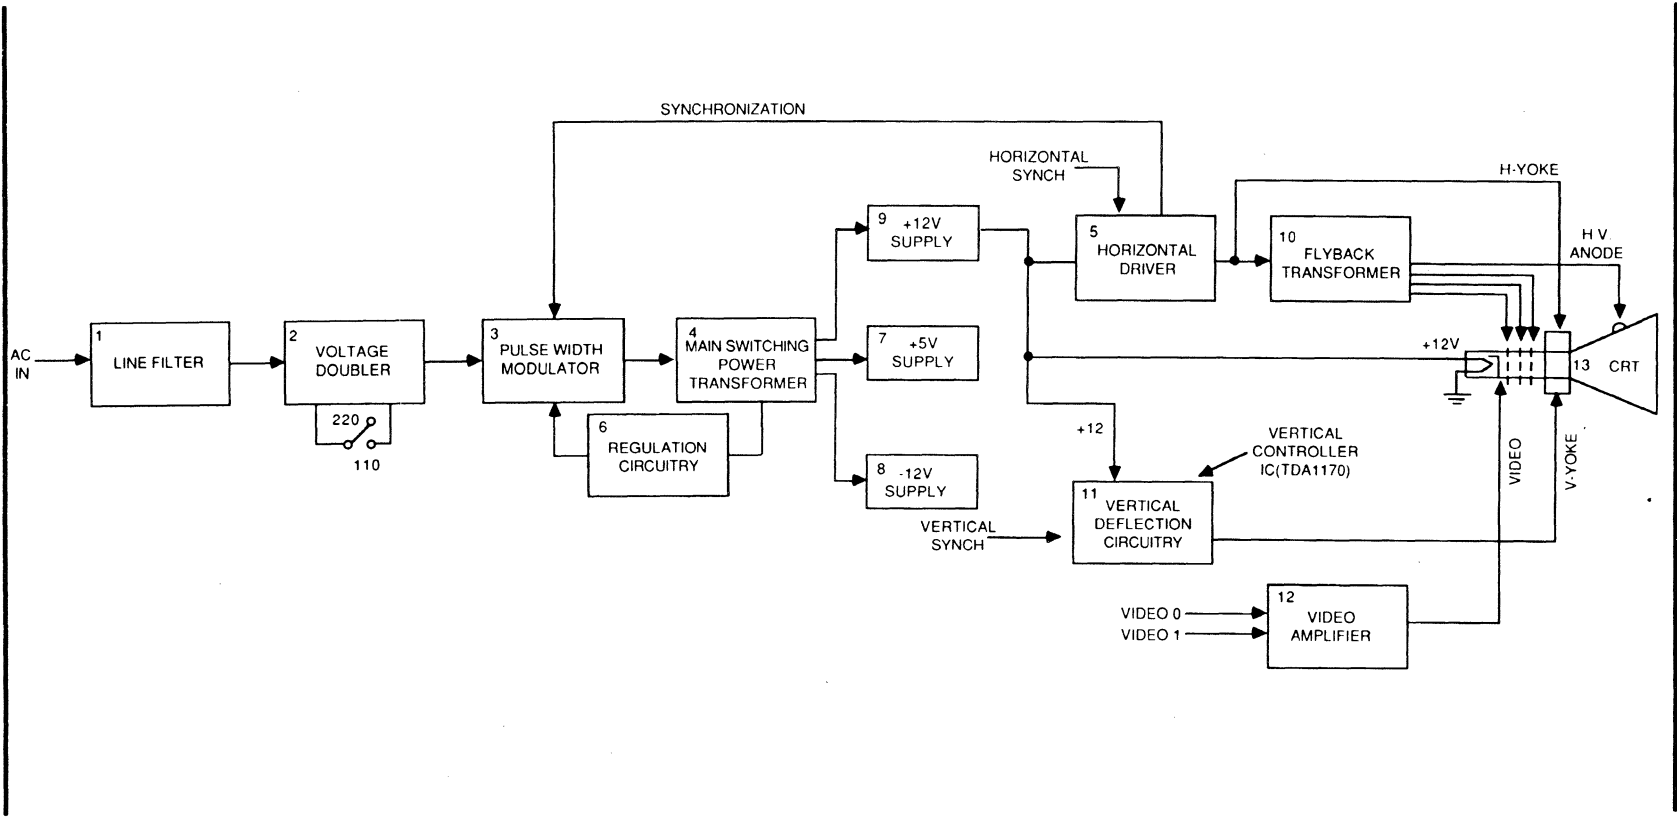 SYNCHRONIZATION
HORIZONTAL
SYNCH
H-YOKE
H V.
ANODE
9
+12V
SUPPLY
5
HORIZONTAL
DRIVER
10
FLYBACK
TRANSFORMER
AC
IN
1
LINE FILTER
2
VOLTAGE
DOUBLER
220
110
3
PULSE WIDTH
MODULATOR
4
MAIN SWITCHING
POWER
TRANSFORMER
7
+5V
SUPPLY
+12V
13
CRT
6
REGULATION
CIRCUITRY
8
-12V
SUPPLY
+12
VERTICAL
CONTROLLER
IC(TDA1170)
VIDEO
V-YOKE
11
VERTICAL
DEFLECTION
CIRCUITRY
VERTICAL
SYNCH
12
VIDEO
AMPLIFIER
VIDEO 0
VIDEO 1